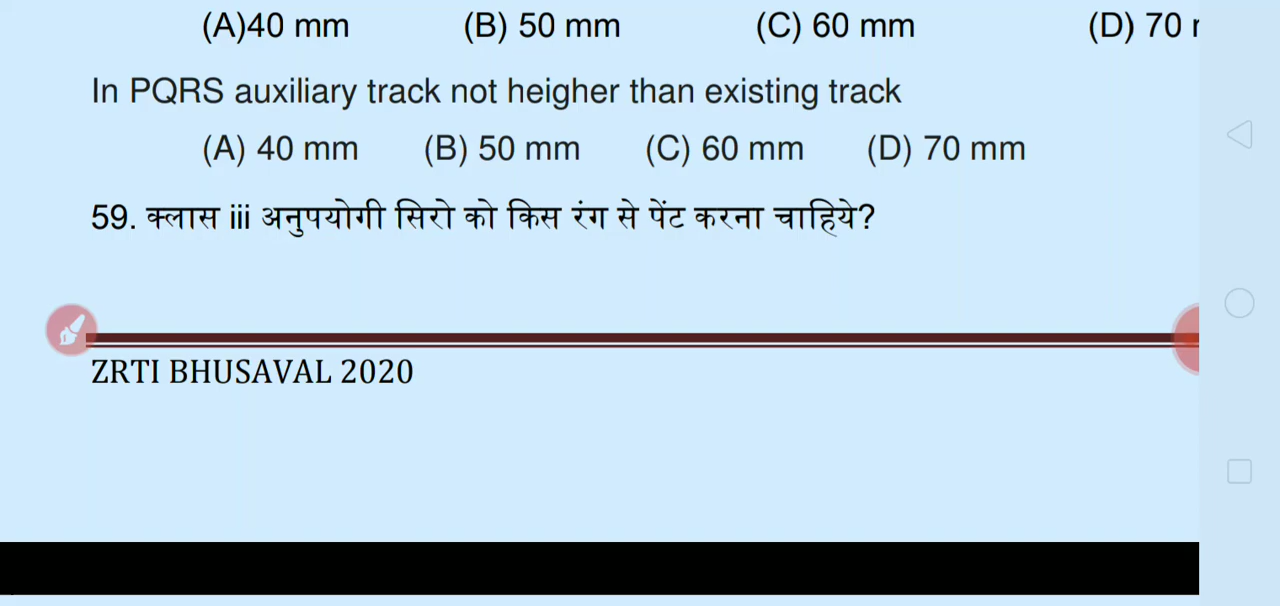 (A)40 mm (B) 50 mm (C) 60 mm (D) 70
In PQRS auxiliary track not heigher than existing track
(A) 40 mm (B) 50 mm (C) 60 mm (D) 70 mm
59. क्लास iii अनुपयोगी सिरो को किस रंग से पेंट करना चाहिये?
ZRTI BHUSAVAL 2020